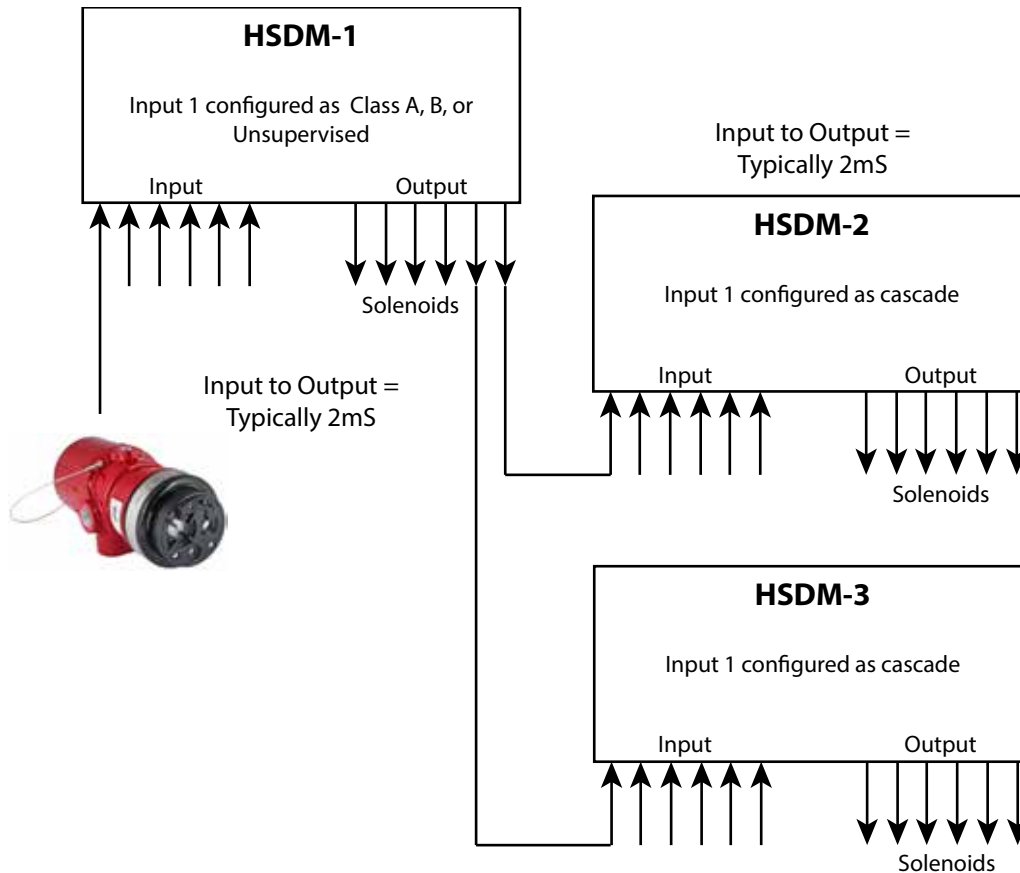 HSDM-1
Input 1 configured as Class A, B, or
Unsupervised
Input
Output
Solenoids
Input to Output =
Typically 2mS
Input to Output =
Typically 2mS
HSDM-2
Input 1 configured as cascade
Input
Output
Solenoids
HSDM-3
Input 1 configured as cascade
Input
Output
Solenoids